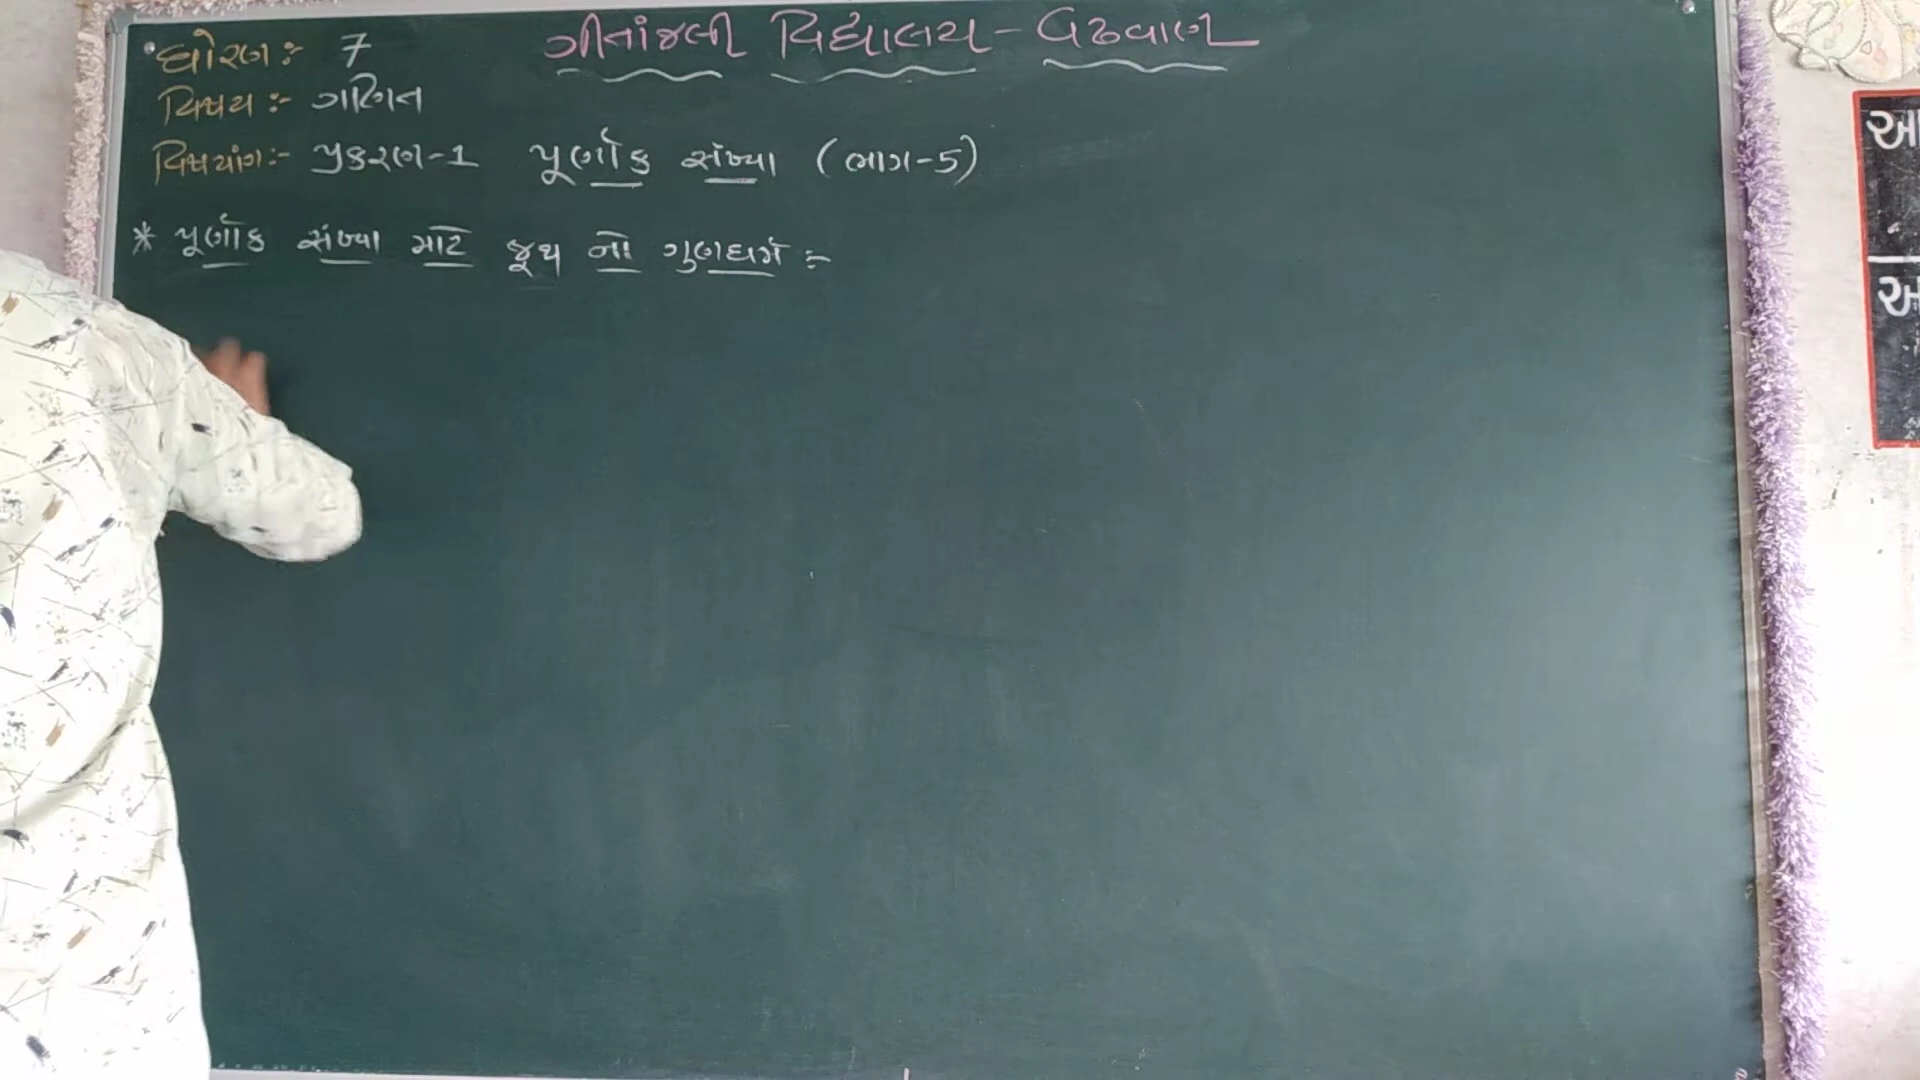 ગીતાંજલી વિદ્યાલય - વઢવાણ
ધોરણ :- 7
વિષય :- ગણિત
વિષયાંગ :- પ્રકરણ-1 પૂર્ણાંક સંખ્યા (ભાગ-5)
* પૂર્ણાંક સંખ્યા માટે જૂથ નો ગુણધર્મ :-